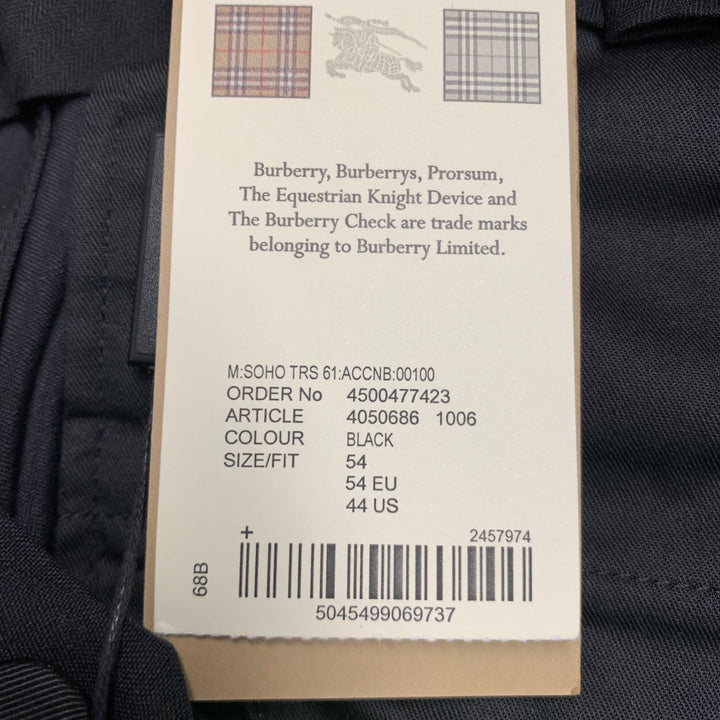 Burberry, Burberrys, Prorsum,
The Equestrian Knight Device and
The Burberry Check are trade marks
belonging to Burberry Limited.
M:SOHO TRS 61:ACCNB:00100
ORDER No 4500477423
ARTICLE 4050686 1006
COLOUR BLACK
SIZE/FIT 54
54 EU
44 US
+ 2457974
68B
5045499069737